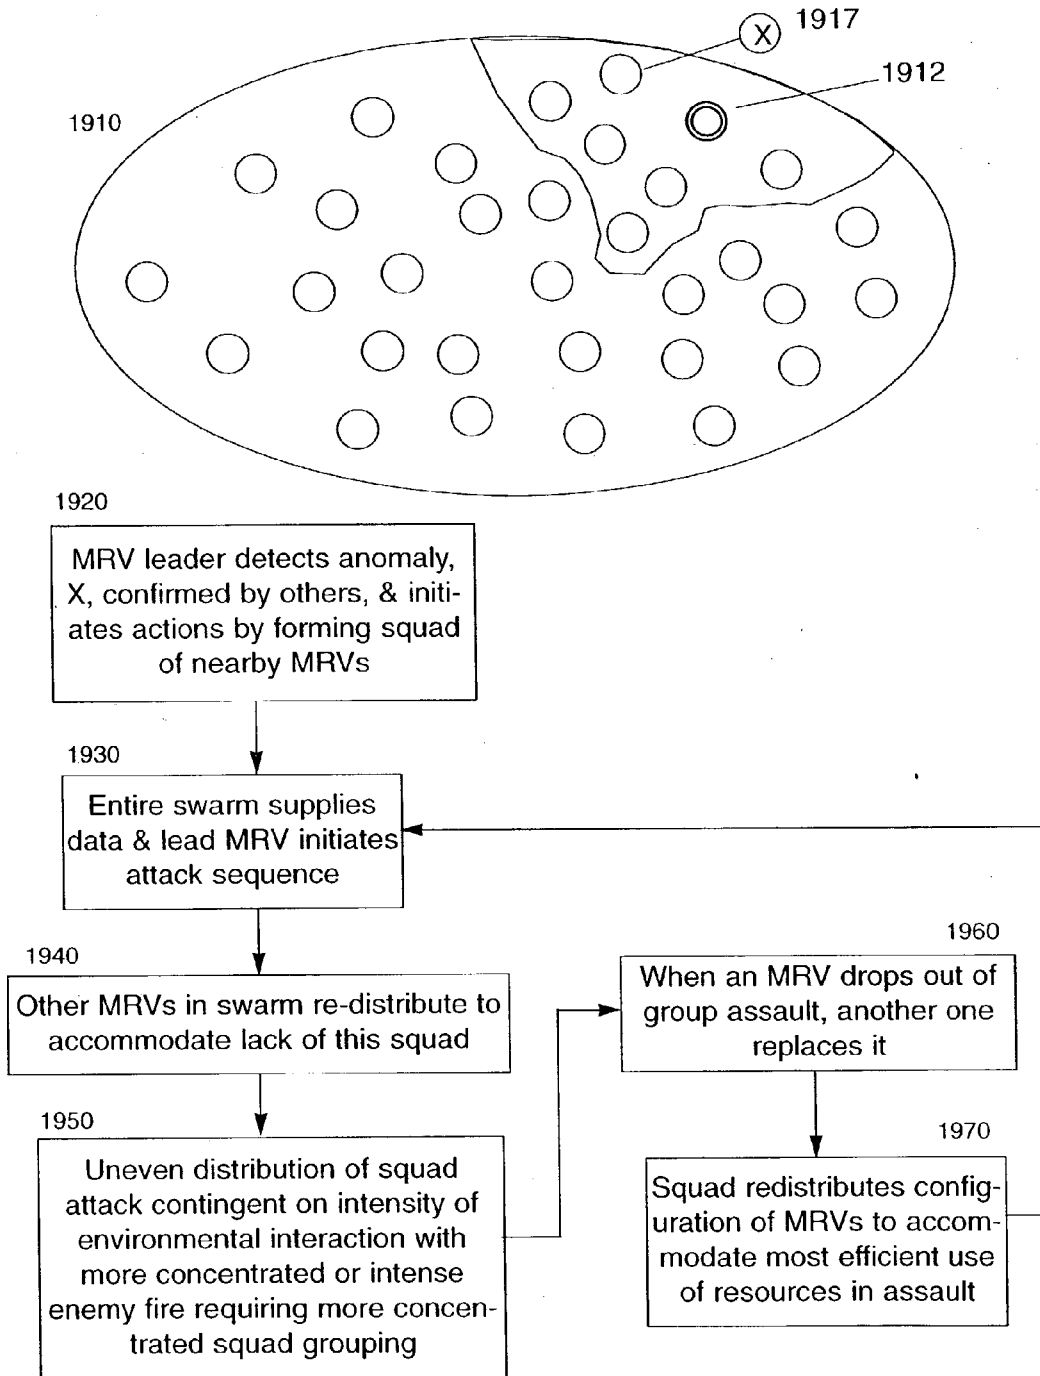 1917
X
1912
1910
1920
MRV leader detects anomaly,
X, confirmed by others, & initi-
ates actions by forming squad
of nearby MRVs
1930
Entire swarm supplies
data & lead MRV initiates
attack sequence
1940
Other MRVs in swarm re-distribute to
accommodate lack of this squad
1950
Uneven distribution of squad
attack contingent on intensity of
environmental interaction with
more concentrated or intense
enemy fire requiring more concen-
trated squad grouping
1960
When an MRV drops out of
group assault, another one
replaces it
1970
Squad redistributes config-
uration of MRVs to accom-
modate most efficient use
of resources in assault